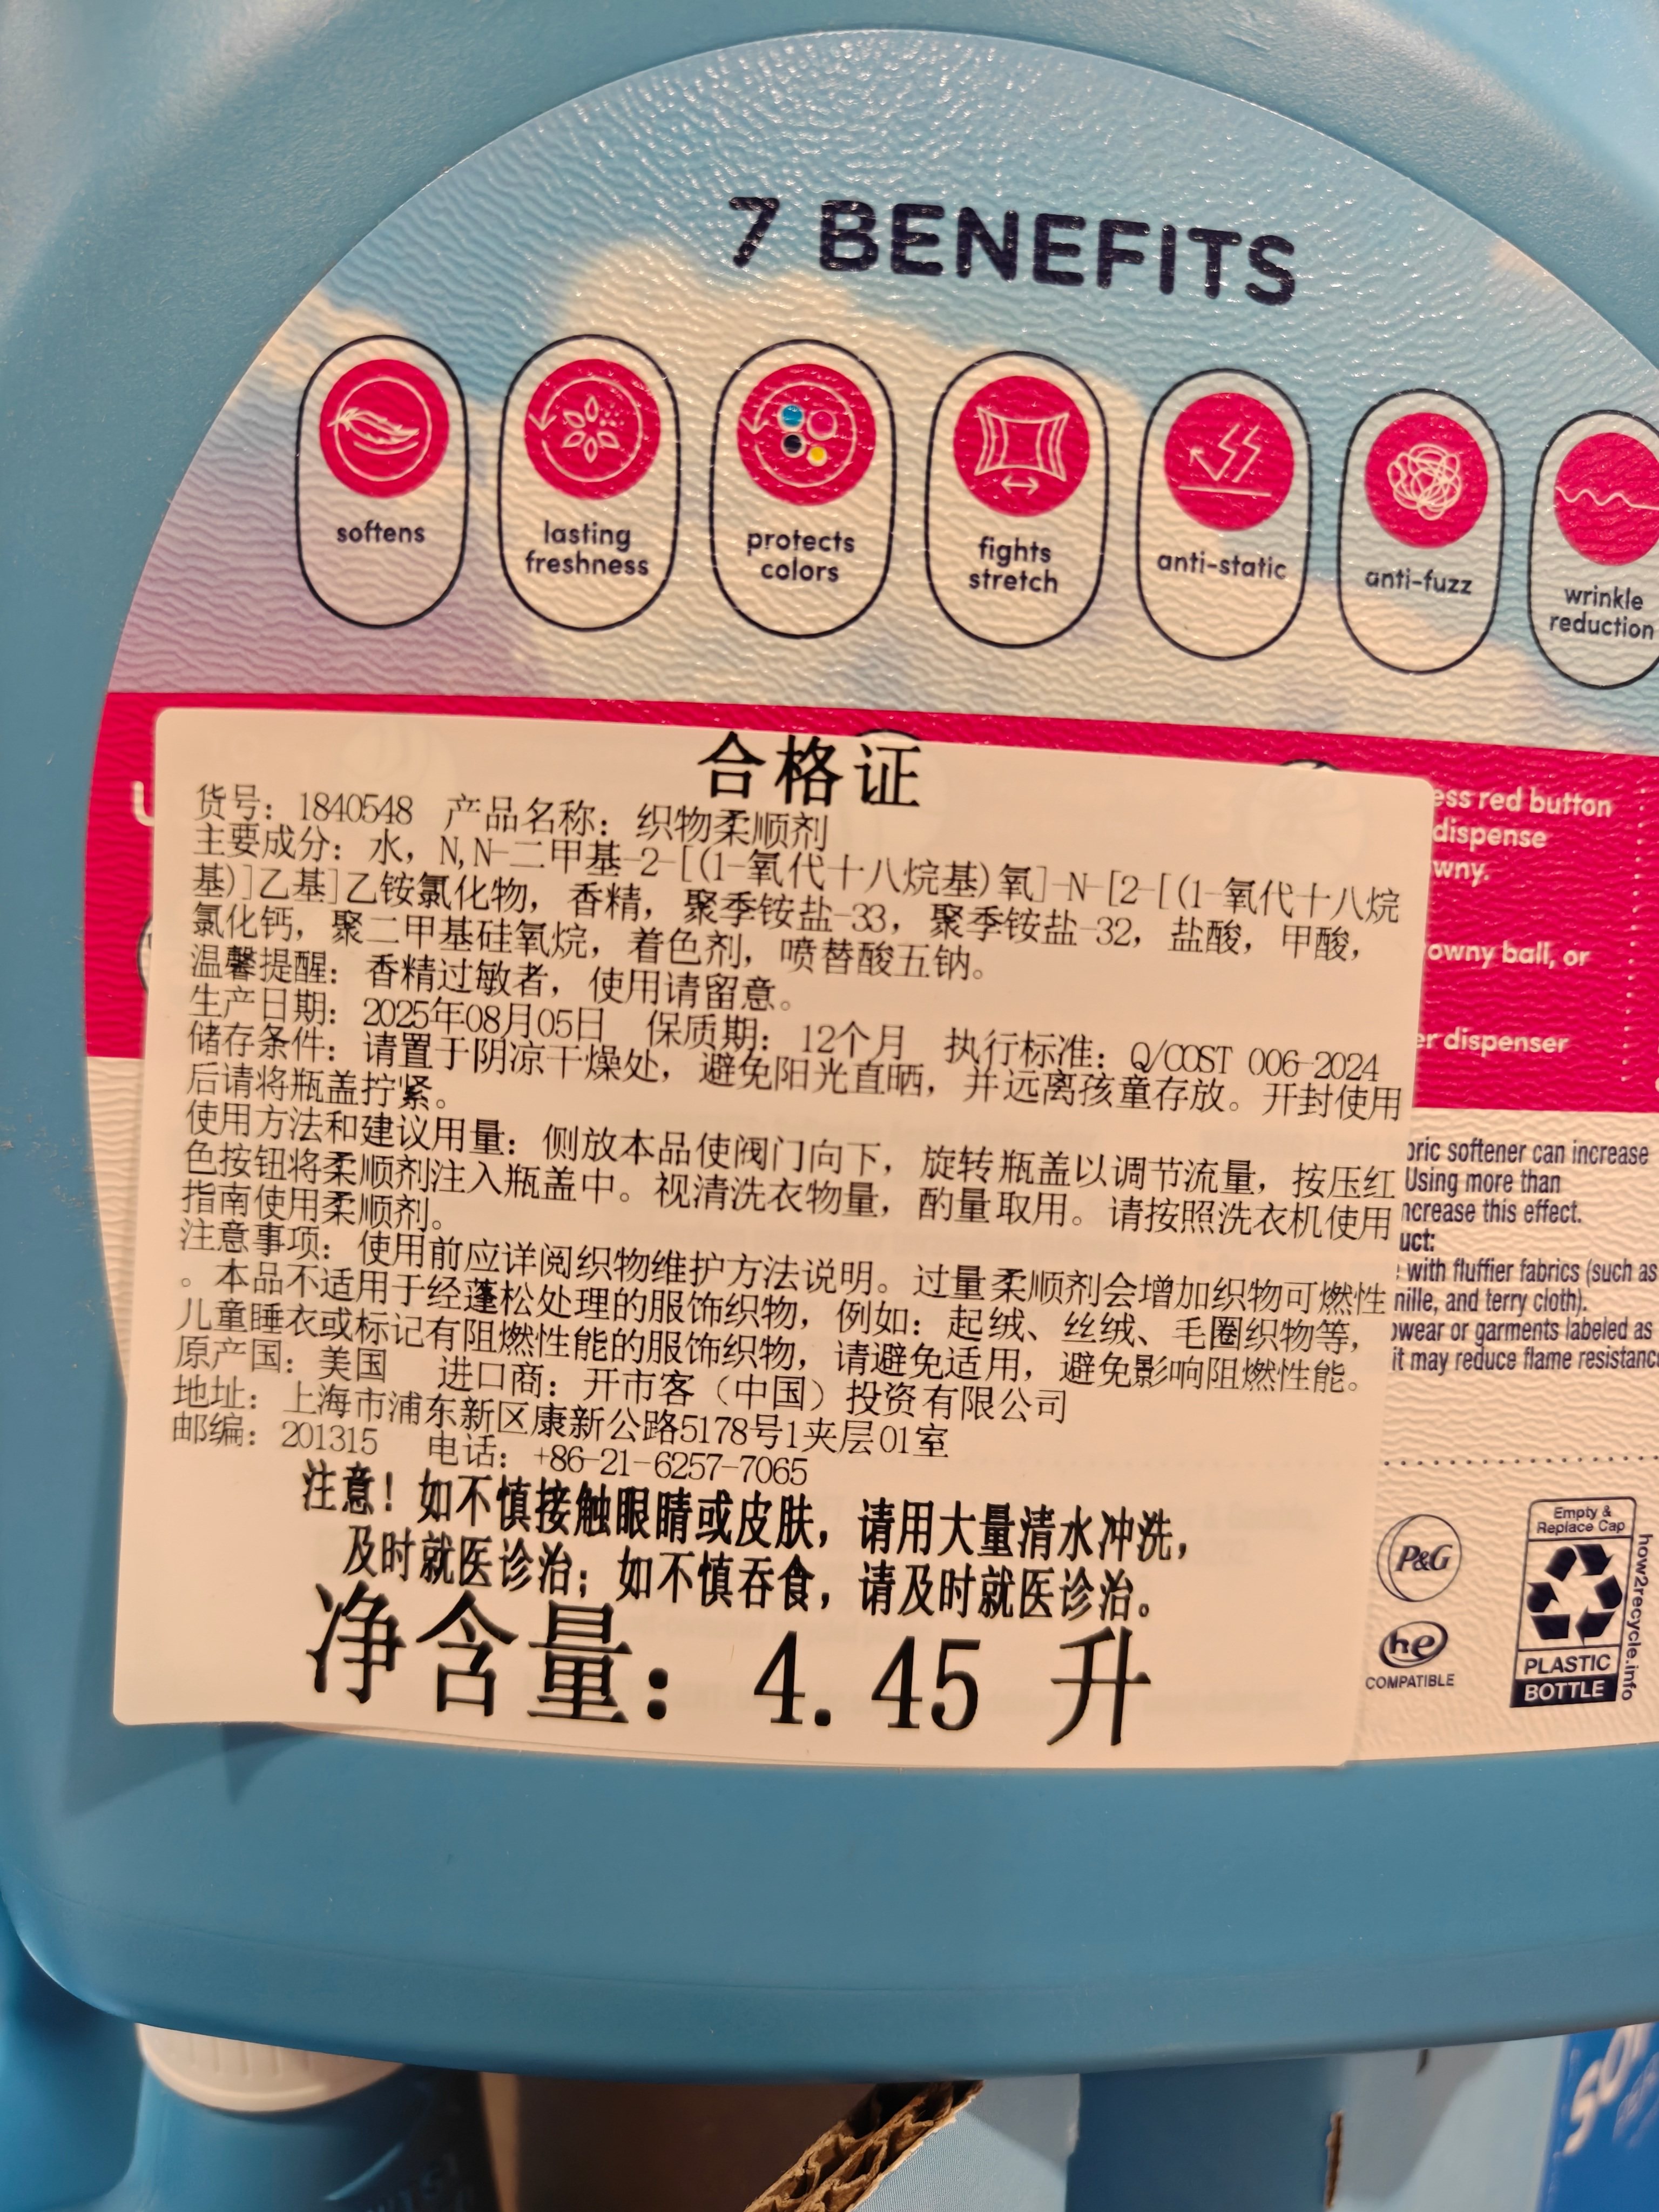 7 BENEFITS
softens
lasting
freshness
protects
colors
fights
stretch
anti-static
anti-fuzz
wrinkle
reduction
合格证
货号：1840548 产品名称：织物柔顺剂
主要成分：水，N,N-二甲基-2-[(1-氧代十八烷基)氧]-N-[2-[(1-氧代十八烷
基)]乙基]乙铵氯化物，香精，聚季铵盐-33，聚季铵盐-32，盐酸，甲酸，
氯化钙，聚二甲基硅氧烷，着色剂，喷替酸五钠。
温馨提醒：香精过敏者，使用请留意。
生产日期：2025年08月05日 保质期：12个月 执行标准：Q/COST 006-2024
储存条件：请置于阴凉干燥处，避免阳光直晒，并远离孩童存放。开封使用
后请将瓶盖拧紧。
使用方法和建议用量：侧放本品使阀门向下，旋转瓶盖以调节流量，按压红
色按钮将柔顺剂注入瓶盖中。视清洗衣物量，酌量取用。请按照洗衣机使用
指南使用柔顺剂。
注意事项：使用前应详阅织物维护方法说明。过量柔顺剂会增加织物可燃性
。本品不适用于经蓬松处理的服饰织物，例如：起绒、丝绒、毛圈织物等，
儿童睡衣或标记有阻燃性能的服饰织物，请避免适用，避免影响阻燃性能。
原产国：美国 进口商：开市客（中国）投资有限公司
地址：上海市浦东新区康新公路5178号1夹层01室
邮编：201315 电话：+86-21-6257-7065
注意！如不慎接触眼睛或皮肤，请用大量清水冲洗，
及时就医诊治；如不慎吞食，请及时就医诊治。
净含量：4.45 升
ess red button
dispense
wny.
owny ball, or
er dispenser
bric softener can increase
Using more than
ncrease this effect.
uct:
with fluffier fabrics (such as
nille, and terry cloth).
wear or garments labeled as
it may reduce flame resistance
P&G
he
COMPATIBLE
Empty &
Replace Cap
PLASTIC
BOTTLE
how2recycle.info